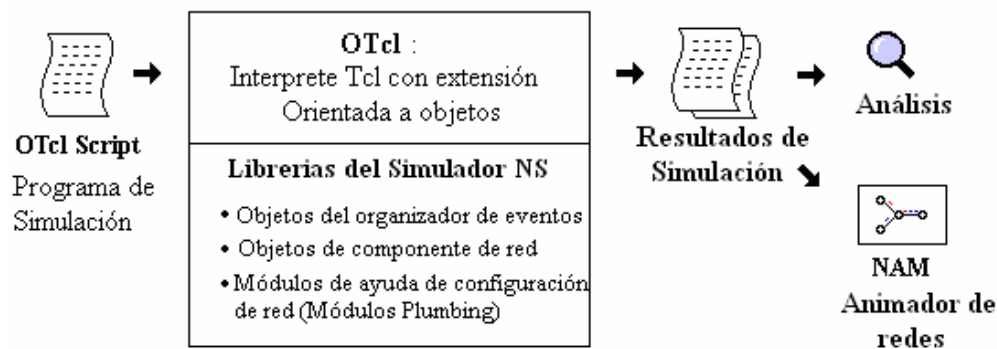 OTcl Script
Programa de
Simulación
OTcl :
Interprete Tcl con extensión
Orientada a objetos
Librerias del Simulador NS
• Objetos del organizador de eventos
• Objetos de componente de red
• Módulos de ayuda de configuración
de red (Módulos Plumbing)
Resultados de
Simulación
Análisis
NAM
Animador de
redes